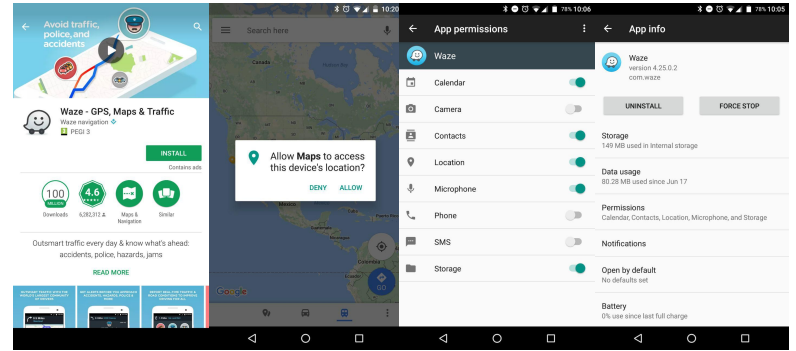 Avoid traffic,
police, and
accidents
Waze - GPS, Maps & Traffic
Waze navigation
PEGI 3
INSTALL
Contains ads
100
MILLION
Downloads
4.6
6,282,312
Maps &
Navigation
Similar
Outsmart traffic every day & know what's ahead:
accidents, police, hazards, jams
READ MORE
10:20
Search here
Canada
Allow Maps to access
this device's location?
DENY
ALLOW
Google
GO
78% 10:06
App permissions
Waze
Calendar
Camera
Contacts
Location
Microphone
Phone
SMS
Storage
78% 10:05
App info
Waze
version 4.25.0.2
com.waze
UNINSTALL
FORCE STOP
Storage
149 MB used in Internal storage
Data usage
80.28 MB used since Jun 17
Permissions
Calendar, Contacts, Location, Microphone, and Storage
Notifications
Open by default
No defaults set
Battery
0% use since last full charge